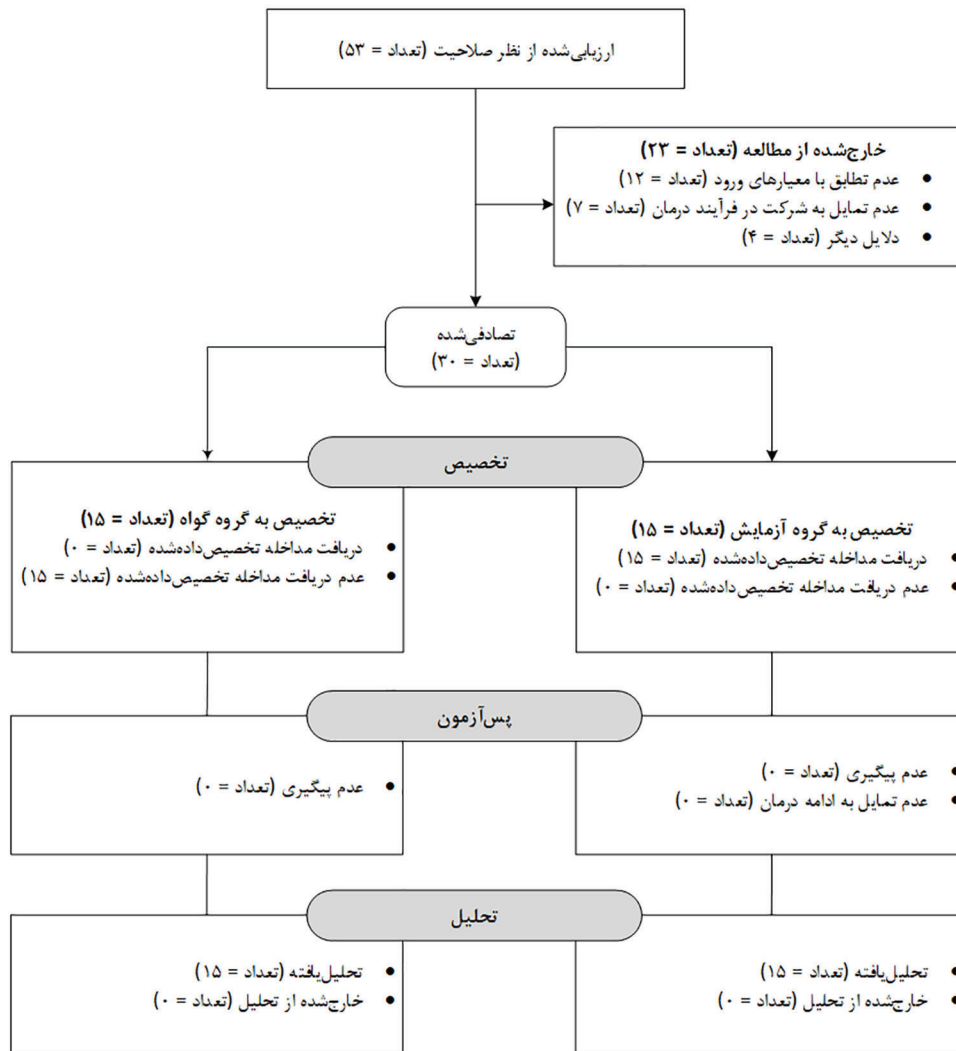 ارزیابی‌شده از نظر صلاحیت (تعداد = ۵۳)
خارج‌شده از مطالعه (تعداد = ۲۳)
• عدم تطابق با معیارهای ورود (تعداد = ۱۲)
• عدم تمایل به شرکت در فرآیند درمان (تعداد = ۷)
• دلایل دیگر (تعداد = ۴)
تصادفی‌شده
(تعداد = ۳۰)
تخصیص
تخصیص به گروه آزمایش (تعداد = ۱۵)
• دریافت مداخله تخصیص‌داده‌شده (تعداد = ۱۵)
• عدم دریافت مداخله تخصیص‌داده‌شده (تعداد = ۰)
تخصیص به گروه گواه (تعداد = ۱۵)
• دریافت مداخله تخصیص‌داده‌شده (تعداد = ۰)
• عدم دریافت مداخله تخصیص‌داده‌شده (تعداد = ۱۵)
پس‌آزمون
• عدم پیگیری (تعداد = ۰)
• عدم تمایل به ادامه درمان (تعداد = ۰)
• عدم پیگیری (تعداد = ۰)
تحلیل
• تحلیل‌یافته (تعداد = ۱۵)
• خارج‌شده از تحلیل (تعداد = ۰)
• تحلیل‌یافته (تعداد = ۱۵)
• خارج‌شده از تحلیل (تعداد = ۰)